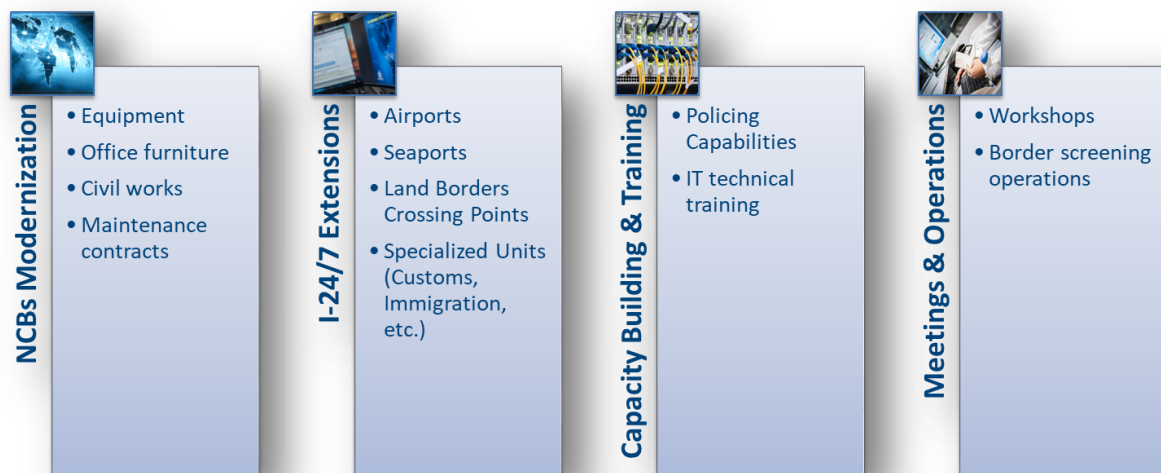 NCBs Modernization
• Equipment
• Office furniture
• Civil works
• Maintenance
contracts
I-24/7 Extensions
• Airports
• Seaports
• Land Borders
Crossing Points
• Specialized Units
(Customs,
Immigration,
etc.)
Capacity Building & Training
• Policing
Capabilities
• IT technical
training
Meetings & Operations
• Workshops
• Border screening
operations